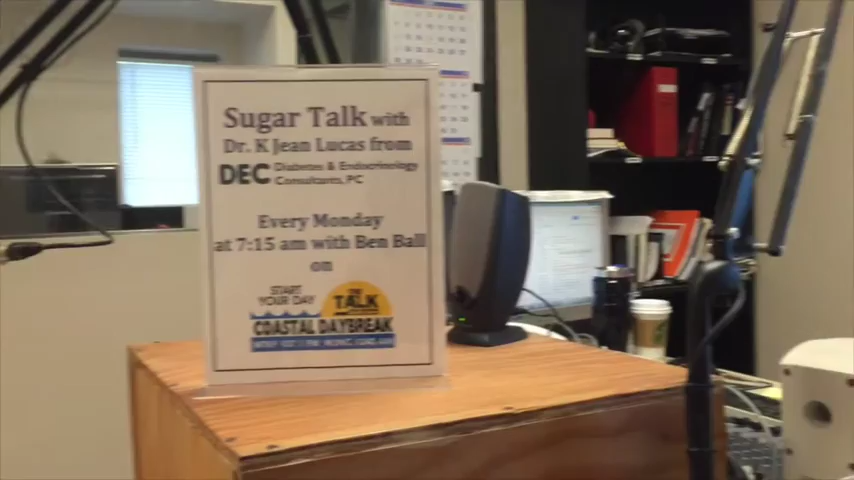 Sugar Talk with
Dr. K Jean Lucas from
DEC Diabetes & Endocrinology
Consultants, PC
Every Monday
at 7:15 am with Ben Ball
on
START
YOUR DAY
THE
TALK
COASTAL DAYBREAK